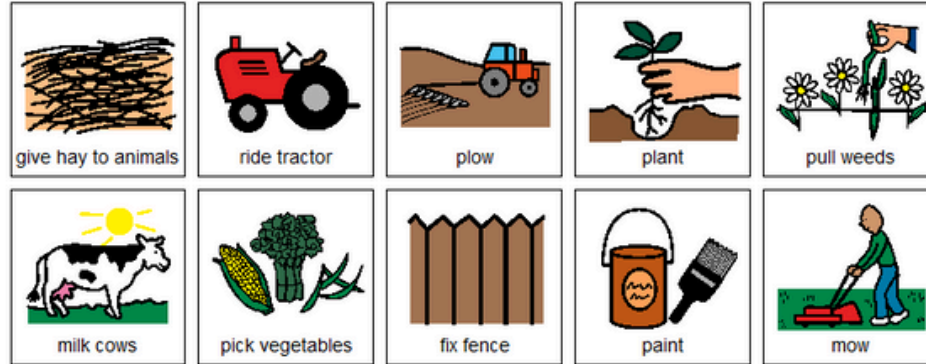 give hay to animals
ride tractor
plow
plant
pull weeds
milk cows
pick vegetables
fix fence
paint
mow